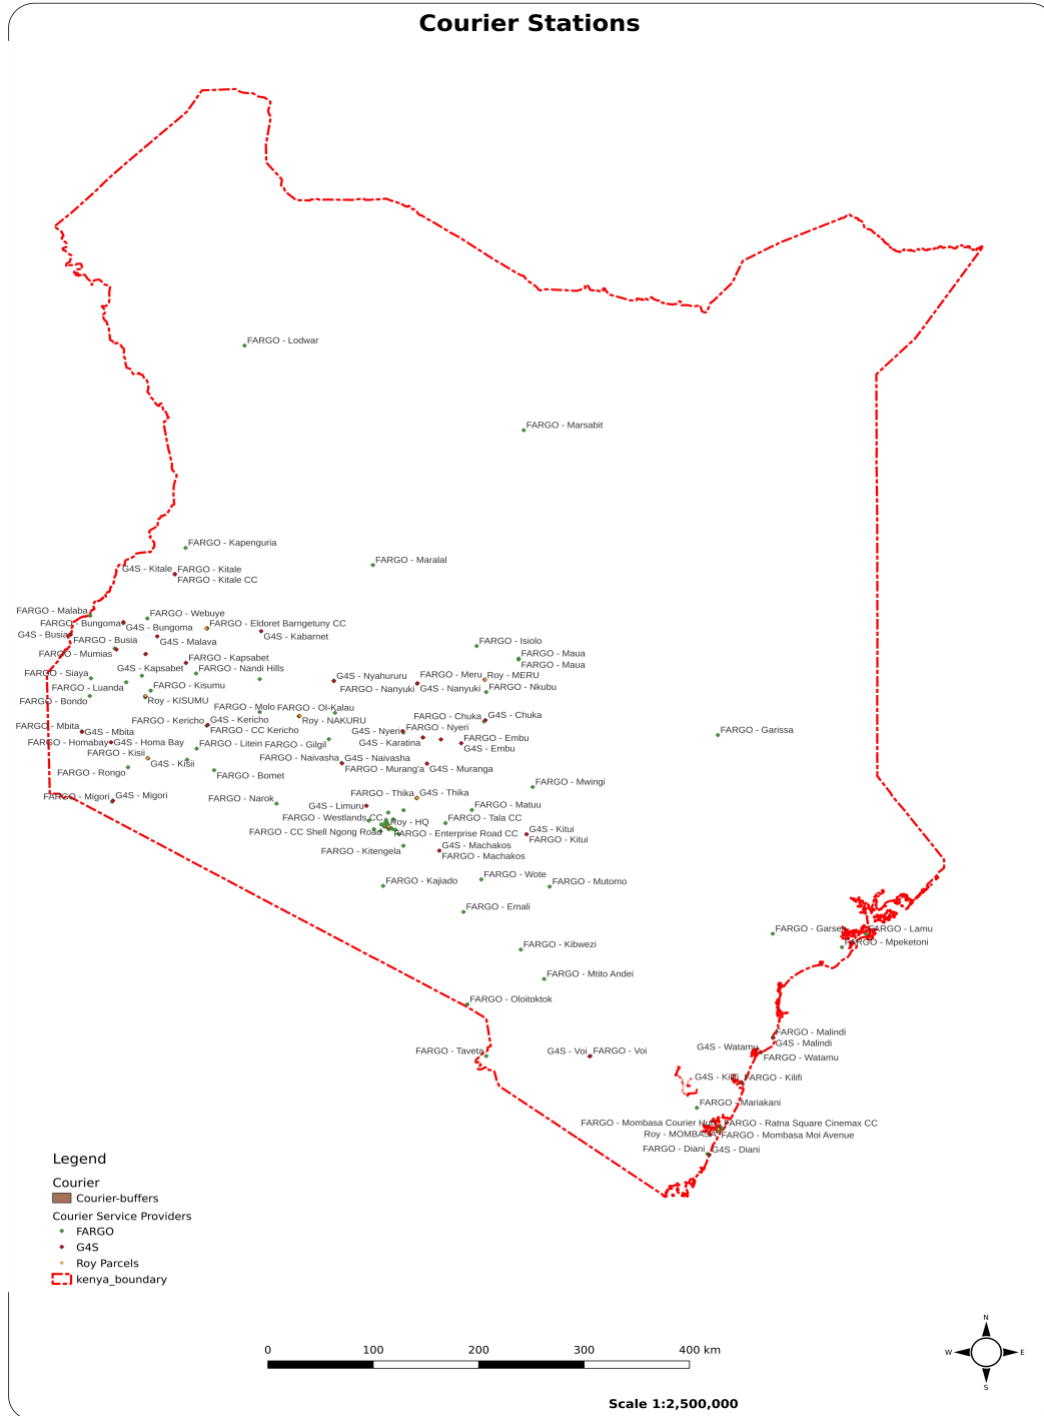 Courier Stations
FARGO - Lodwar
FARGO - Marsabit
FARGO - Kapenguria
FARGO - Maralal
G4S - Kitale
FARGO - Kitale
FARGO - Kitale CC
FARGO - Malaba
FARGO - Webuye
FARGO - Bungoma
G4S - Bungoma
FARGO - Eldoret Barngetuny CC
G4S - Busia
FARGO - Busia
G4S - Malava
G4S - Kabarnet
FARGO - Isiolo
FARGO - Mumias
FARGO - Kapsabet
FARGO - Maua
FARGO - Maua
G4S - Kapsabet
FARGO - Nandi Hills
FARGO - Siaya
G4S - Nyahururu
FARGO - Meru
Roy - MERU
FARGO - Luanda
FARGO - Kisumu
FARGO - Nanyuki
G4S - Nanyuki
FARGO - Nkubu
FARGO - Bondo
Roy - KISUMU
FARGO - Molo
FARGO - Ol-Kalau
FARGO - Mbita
FARGO - Kericho
G4S - Kericho
Roy - NAKURU
FARGO - Chuka
G4S - Chuka
G4S - Mbita
FARGO - CC Kericho
G4S - Nyeri
FARGO - Nyeri
FARGO - Garissa
FARGO - Homabay
G4S - Homa Bay
FARGO - Litein
FARGO - Gilgil
G4S - Karatina
FARGO - Embu
G4S - Embu
FARGO - Kisii
G4S - Kisii
FARGO - Naivasha
G4S - Naivasha
FARGO - Rongo
FARGO - Bomet
FARGO - Murang'a
G4S - Muranga
FARGO - Mwingi
FARGO - Migori
G4S - Migori
FARGO - Narok
FARGO - Thika
G4S - Thika
G4S - Limuru
FARGO - Matuu
FARGO - Westlands CC
Roy - HQ
FARGO - Tala CC
FARGO - CC Shell Ngong Road
FARGO - Enterprise Road CC
G4S - Kitui
FARGO - Kitui
FARGO - Kitengela
G4S - Machakos
FARGO - Machakos
FARGO - Kajiado
FARGO - Wote
FARGO - Mutomo
FARGO - Emali
FARGO - Garsen
FARGO - Lamu
FARGO - Mpeketoni
FARGO - Kibwezi
FARGO - Mtito Andei
FARGO - Oloitoktok
FARGO - Malindi
G4S - Malindi
FARGO - Taveta
G4S - Voi
FARGO - Voi
G4S - Watamu
FARGO - Watamu
G4S - Kilifi
FARGO - Kilifi
FARGO - Mariakani
FARGO - Mombasa Courier
FARGO - Ratna Square Cinemax CC
Roy - MOMBASA
FARGO - Mombasa Moi Avenue
FARGO - Diani
G4S - Diani
Legend
Courier
Courier-buffers
Courier Service Providers
FARGO
G4S
Roy Parcels
kenya_boundary
0 100 200 300 400 km
Scale 1:2,500,000
N
W
E
S